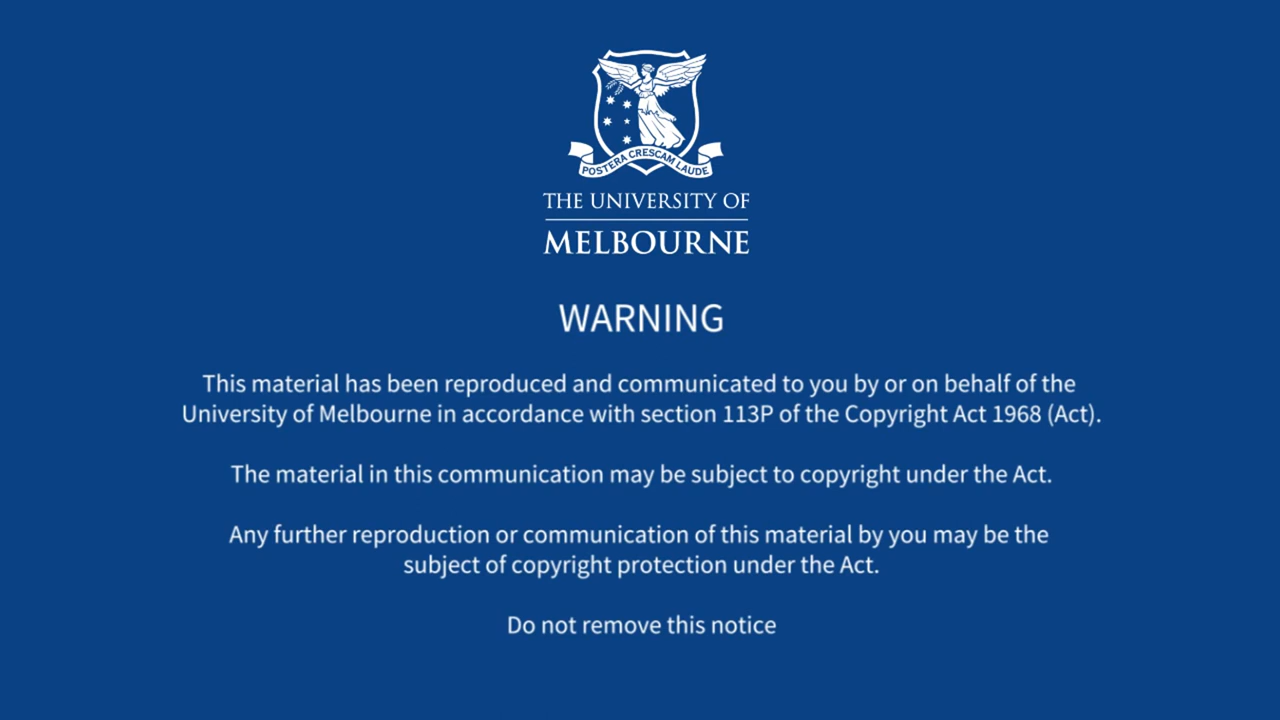 POSTERA CRESCAM LAUDE
THE UNIVERSITY OF
MELBOURNE
WARNING
This material has been reproduced and communicated to you by or on behalf of the
University of Melbourne in accordance with section 113P of the Copyright Act 1968 (Act).
The material in this communication may be subject to copyright under the Act.
Any further reproduction or communication of this material by you may be the
subject of copyright protection under the Act.
Do not remove this notice